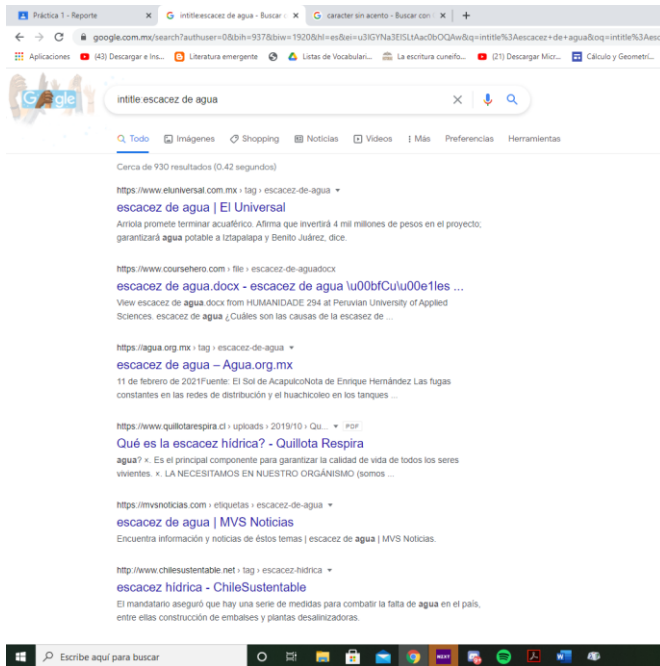 Práctica 1 - Reporte
intitle:escacez de agua - Buscar c
caracter sin acento - Buscar con
google.com.mx/search?authuser=0&bih=937&biw=1920&hl=es&ei=u3lGYNa3EISLtAac0bOQAw&q=intitle%3Aescacez+de+agua&oq=intitle%3Aesc
Aplicaciones
(43) Descargar e Ins...
Literatura emergente
Listas de Vocabulari...
La escritura cuneifo...
(21) Descargar Micr...
Cálculo y Geometrí...
intitle:escacez de agua
Todo
Imágenes
Shopping
Noticias
Videos
Más
Preferencias
Herramientas
Cerca de 930 resultados (0.42 segundos)
https://www.eluniversal.com.mx › tag › escacez-de-agua
escacez de agua | El Universal
Arriola promete terminar acuaférico. Afirma que invertirá 4 mil millones de pesos en el proyecto;
garantizará agua potable a Iztapalapa y Benito Juárez, dice.
https://www.coursehero.com › file › escacez-de-aguadocx
escacez de agua.docx - escacez de agua \u00bfCu\u00e1les ...
View escacez de agua.docx from HUMANIDADE 294 at Peruvian University of Applied
Sciences. escacez de agua ¿Cuáles son las causas de la escasez de ...
https://agua.org.mx › tag › escacez-de-agua
escacez de agua – Agua.org.mx
11 de febrero de 2021Fuente: El Sol de AcapulcoNota de Enrique Hernández Las fugas
constantes en las redes de distribución y el huachicoleo en los tanques ...
https://www.quillotarespira.cl › uploads › 2019/10 › Qu... PDF
Qué es la escacez hídrica? - Quillota Respira
agua? ×. Es el principal componente para garantizar la calidad de vida de todos los seres
vivientes. ×. LA NECESITAMOS EN NUESTRO ORGÁNISMO (somos ...
https://mvsnoticias.com › etiquetas › escacez-de-agua
escacez de agua | MVS Noticias
Encuentra información y noticias de éstos temas | escacez de agua | MVS Noticias.
http://www.chilesustentable.net › tag › escacez-hidrica
escacez hídrica - ChileSustentable
El mandatario aseguró que hay una serie de medidas para combatir la falta de agua en el país,
entre ellas construcción de embalses y plantas desalinizadoras.
Escribe aquí para buscar